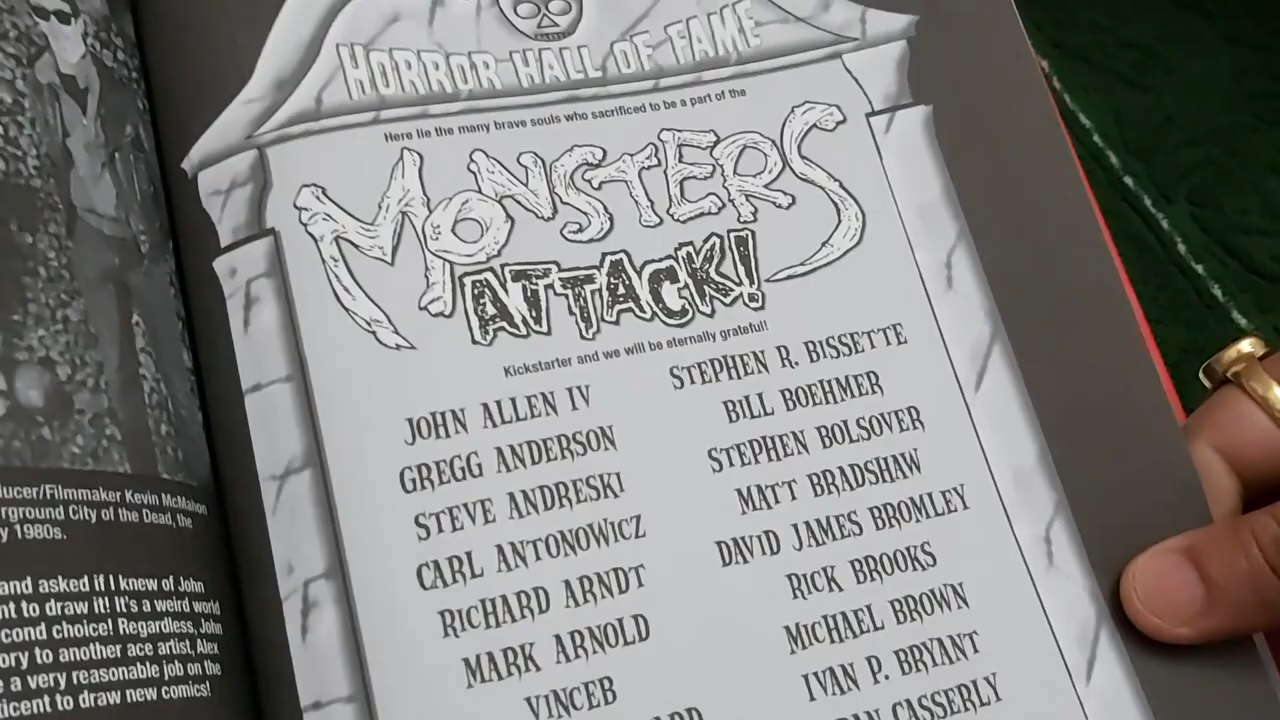 HORROR HALL OF FAME
Here lie the many brave souls who sacrificed to be a part of the
MONSTERS
ATTACK!
Kickstarter and we will be eternally grateful!
JOHN ALLEN IV
GREGG ANDERSON
STEVE ANDRESKI
CARL ANTONOWICZ
RICHARD ARNDT
MARK ARNOLD
VINCEB
STEPHEN R. BISSETTE
BILL BOEHMER
STEPHEN BOLSOVER
MATT BRADSHAW
DAVID JAMES BROMLEY
RICK BROOKS
MICHAEL BROWN
IVAN P. BRYANT
CASSERLY
ucer/Filmmaker Kevin McMahon
rground City of the Dead, the
y 1980s.
and asked if I knew of John
nt to draw it! It's a weird world
cond choice! Regardless, John
ory to another ace artist, Alex
e a very reasonable job on the
ticent to draw new comics!